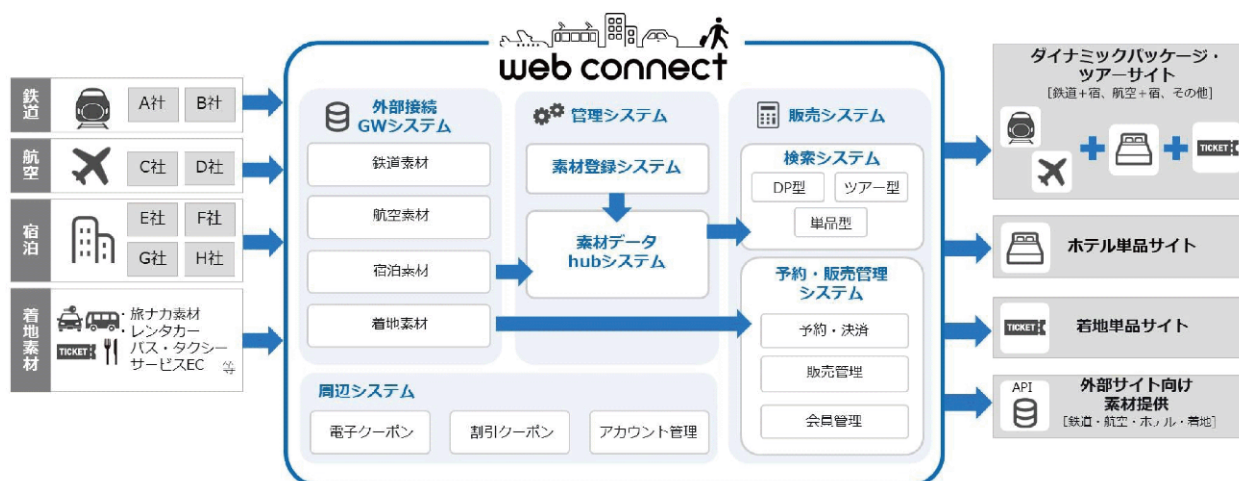 web connect
鉄道
A社
B社
航空
C社
D社
宿泊
E社
F社
G社
H社
着地素材
・旅ナカ素材
・レンタカー
・バス・タクシー
サービスEC 等
TICKET
外部接続
GWシステム
鉄道素材
航空素材
宿泊素材
着地素材
管理システム
素材登録システム
素材データ
hubシステム
販売システム
検索システム
DP型
ツアー型
単品型
予約・販売管理
システム
予約・決済
販売管理
会員管理
周辺システム
電子クーポン
割引クーポン
アカウント管理
ダイナミックパッケージ・
ツアーサイト
[鉄道+宿、航空+宿、その他]
TICKET
ホテル単品サイト
TICKET
着地単品サイト
API
外部サイト向け
素材提供
[鉄道・航空・ホテル・着地]